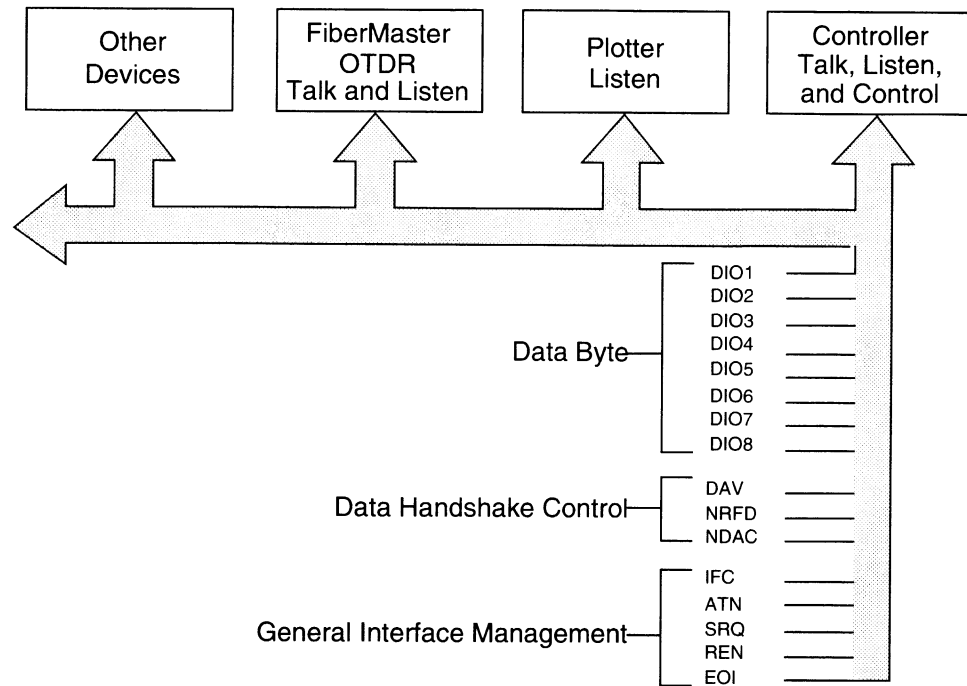 Other
Devices
FiberMaster
OTDR
Talk and Listen
Plotter
Listen
Controller
Talk, Listen,
and Control
Data Byte
DIO1
DIO2
DIO3
DIO4
DIO5
DIO6
DIO7
DIO8
Data Handshake Control
DAV
NRFD
NDAC
General Interface Management
IFC
ATN
SRQ
REN
EOI